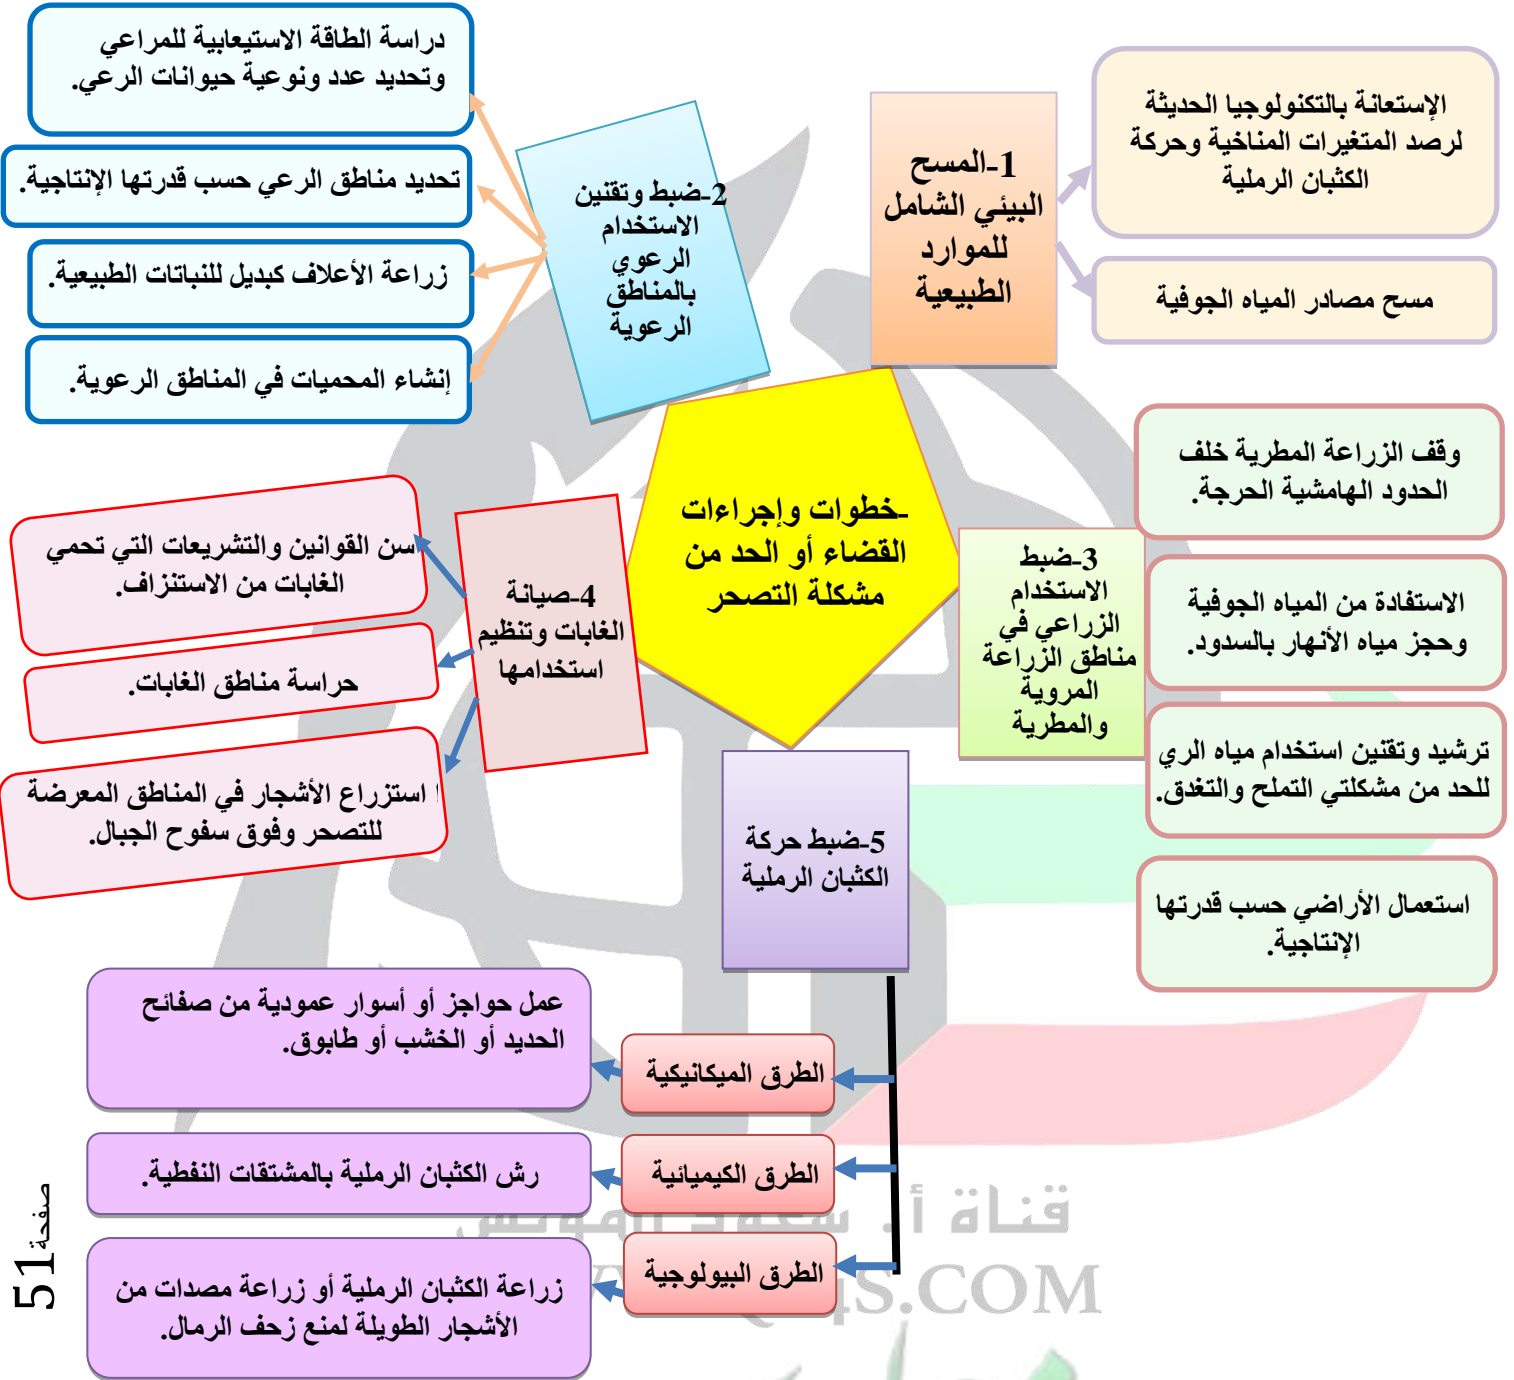 -خطوات وإجراءات
القضاء أو الحد من
مشكلة التصحر
1-المسح
البيئي الشامل
للموارد
الطبيعية
الإستعانة بالتكنولوجيا الحديثة
لرصد المتغيرات المناخية وحركة
الكثبان الرملية
مسح مصادر المياه الجوفية
2-ضبط وتقنين
الاستخدام
الرعوي
بالمناطق
الرعوية
دراسة الطاقة الاستيعابية للمراعي
وتحديد عدد ونوعية حيوانات الرعي.
تحديد مناطق الرعي حسب قدرتها الإنتاجية.
زراعة الأعلاف كبديل للنباتات الطبيعية.
إنشاء المحميات في المناطق الرعوية.
3-ضبط
الاستخدام
الزراعي في
مناطق الزراعة
المروية
والمطرية
وقف الزراعة المطرية خلف
الحدود الهامشية الحرجة.
الاستفادة من المياه الجوفية
وحجز مياه الأنهار بالسدود.
ترشيد وتقنين استخدام مياه الري
للحد من مشكلتي التملح والتغدق.
استعمال الأراضي حسب قدرتها
الإنتاجية.
4-صيانة
الغابات وتنظيم
استخدامها
سن القوانين والتشريعات التي تحمي
الغابات من الاستنزاف.
حراسة مناطق الغابات.
استزراع الأشجار في المناطق المعرضة
للتصحر وفوق سفوح الجبال.
5-ضبط حركة
الكثبان الرملية
الطرق الميكانيكية
عمل حواجز أو أسوار عمودية من صفائح
الحديد أو الخشب أو طابوق.
الطرق الكيميائية
رش الكثبان الرملية بالمشتقات النفطية.
الطرق البيولوجية
زراعة الكثبان الرملية أو زراعة مصدات من
الأشجار الطويلة لمنع زحف الرمال.
قناة أ. سعود
S.COM
صفحة 51